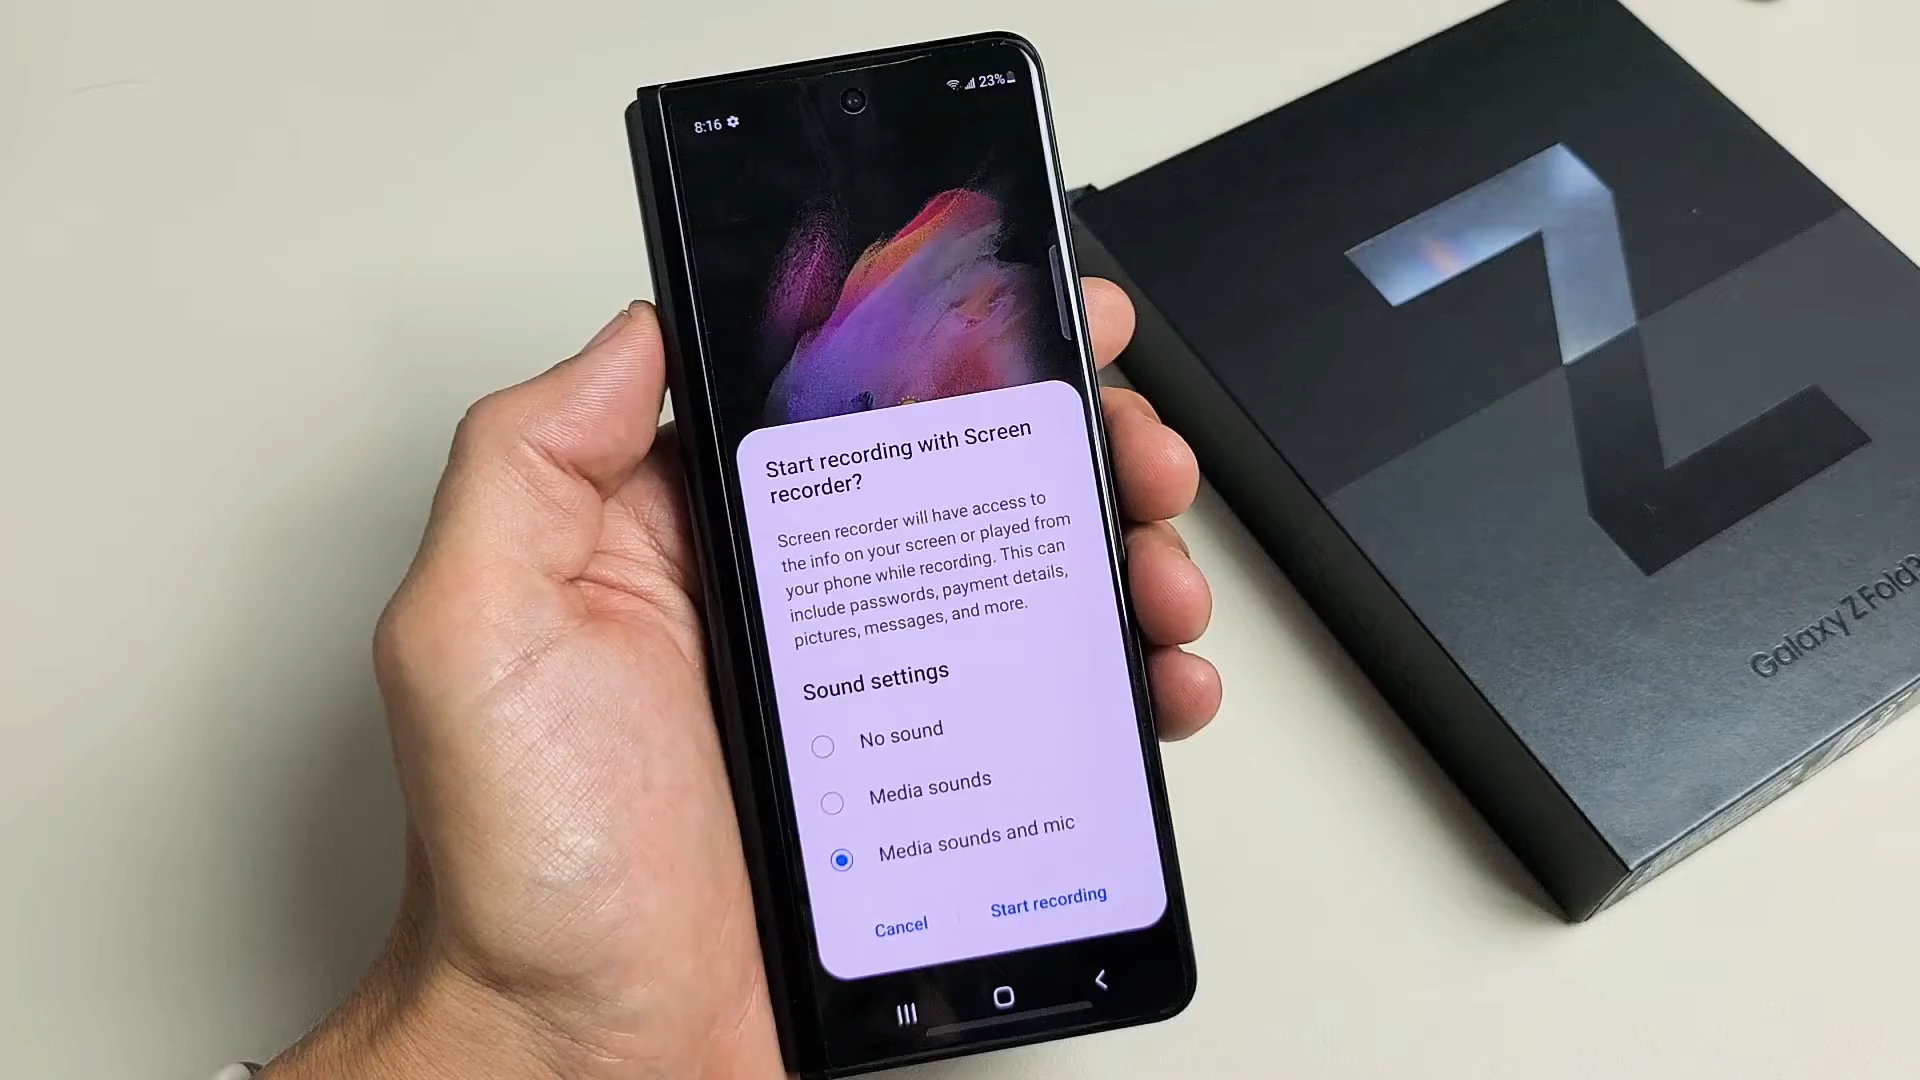 8:16
23%
Start recording with Screen
recorder?
Screen recorder will have access to
the info on your screen or played from
your phone while recording. This can
include passwords, payment details,
pictures, messages, and more.
Sound settings
No sound
Media sounds
Media sounds and mic
Cancel
Start recording
Z
Galaxy Z Fold3